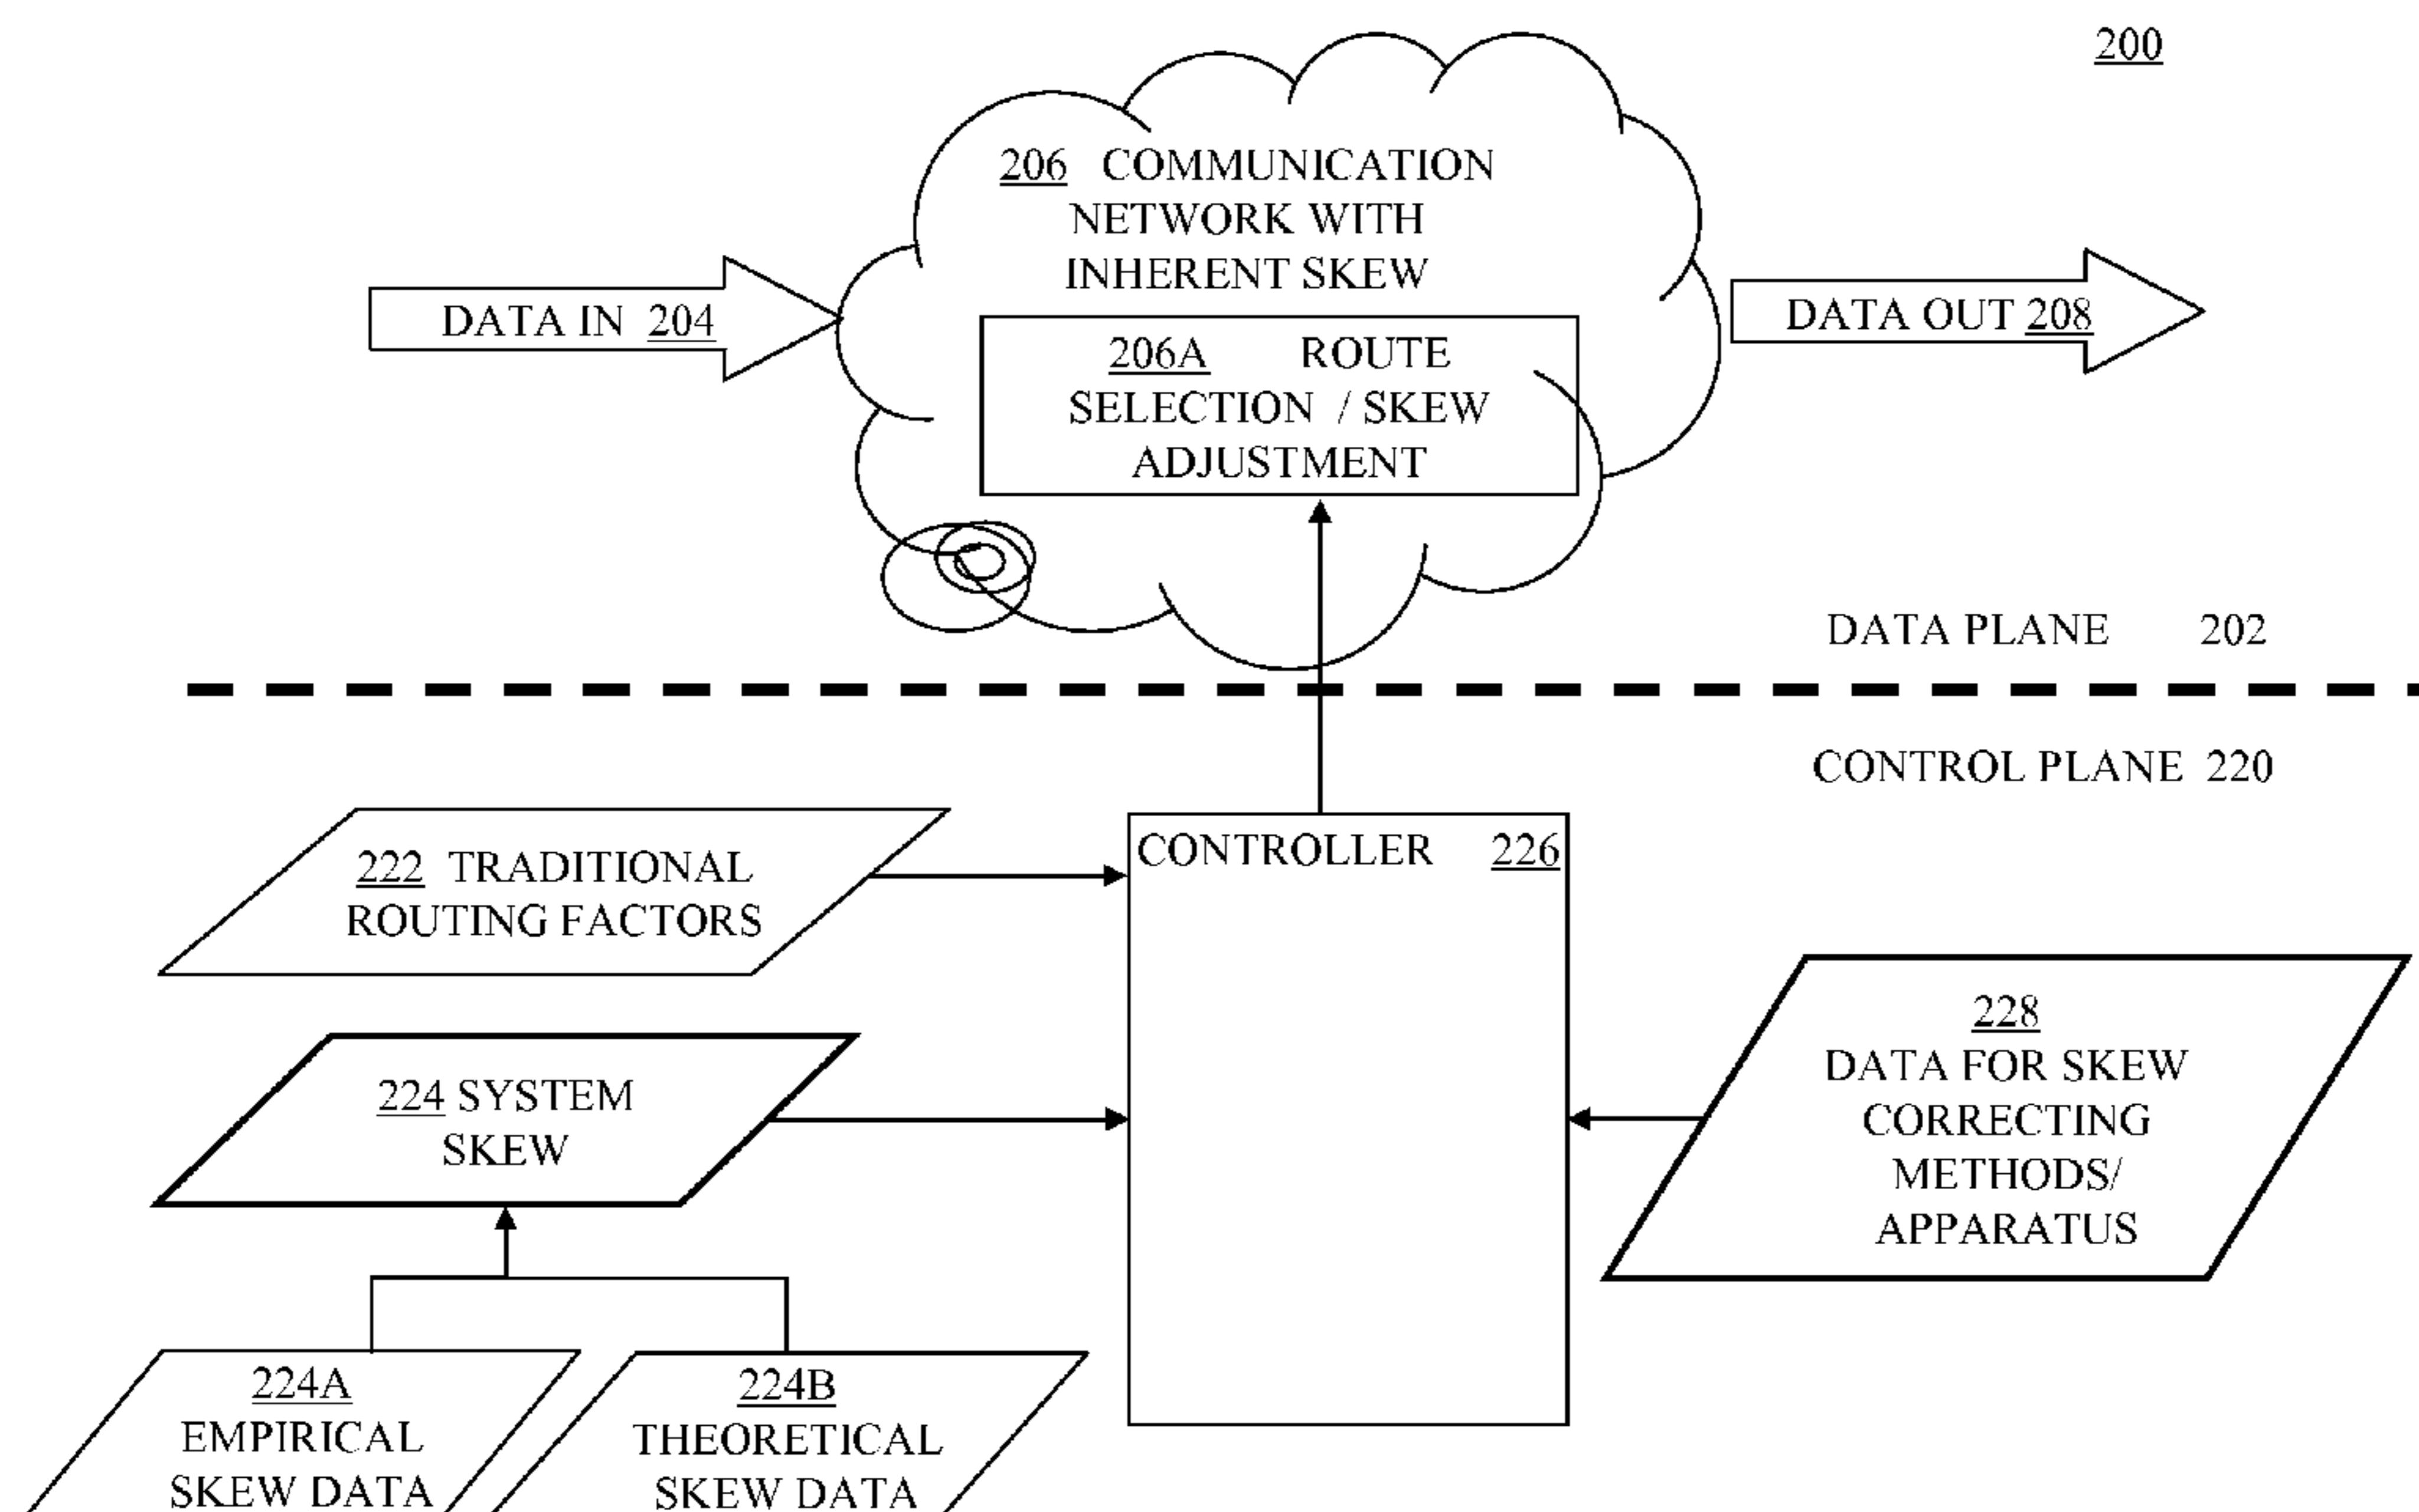 200
206 COMMUNICATION
NETWORK WITH
INHERENT SKEW
DATA IN 204
DATA OUT 208
206A ROUTE
SELECTION / SKEW
ADJUSTMENT
DATA PLANE 202
CONTROL PLANE 220
222 TRADITIONAL
ROUTING FACTORS
CONTROLLER 226
224 SYSTEM
SKEW
228
DATA FOR SKEW
CORRECTING
METHODS/
APPARATUS
224A
EMPIRICAL
SKEW DATA
224B
THEORETICAL
SKEW DATA